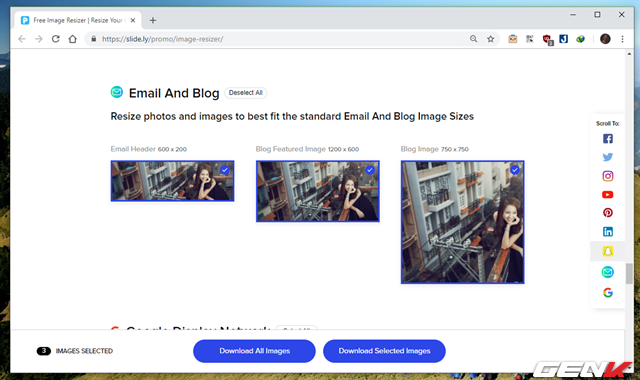 Free Image Resizer | Resize Your
https://slide.ly/promo/image-resizer/
Email And Blog Deselect All
Resize photos and images to best fit the standard Email And Blog Image Sizes
Scroll To:
Email Header 600 x 200
Blog Featured Image 1200 x 600
Blog Image 750 x 750
Google Display Network
3 IMAGES SELECTED
Download All Images
Download Selected Images
GENK